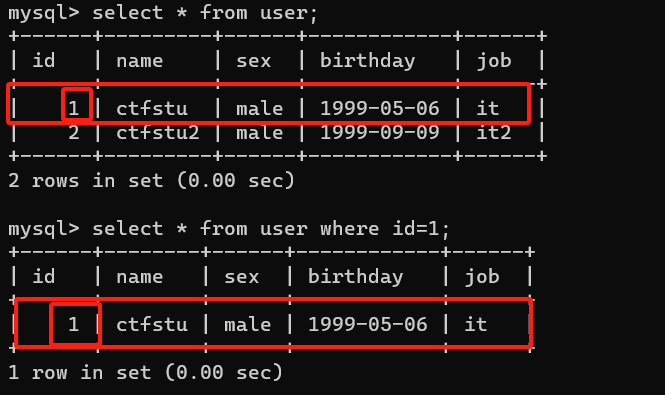 mysql> select * from user;
+------+---------+------+------------+------+
| id   | name    | sex  | birthday   | job  |
+------+---------+------+------------+------+
|    1 | ctfstu  | male | 1999-05-06 | it   |
|    2 | ctfstu2 | male | 1999-09-09 | it2  |
+------+---------+------+------------+------+
2 rows in set (0.00 sec)
mysql> select * from user where id=1;
+------+--------+------+------------+------+
| id   | name   | sex  | birthday   | job  |
+------+--------+------+------------+------+
|    1 | ctfstu | male | 1999-05-06 | it   |
+------+--------+------+------------+------+
1 row in set (0.00 sec)